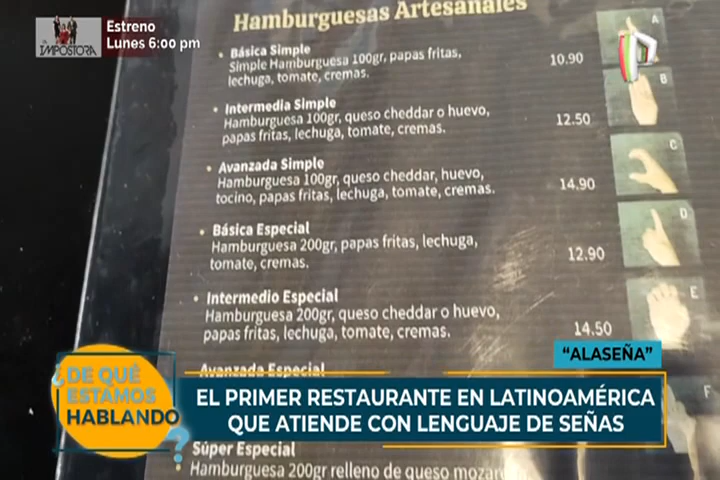 LA IMPOSTORA
Estreno
Lunes 6:00 pm
Hamburguesas Artesanales
• Básica Simple
Simple Hamburguesa 100gr, papas fritas,
lechuga, tomate, cremas.
10.90
A
• Intermedia Simple
Hamburguesa 100gr, queso cheddar o huevo,
papas fritas, lechuga, tomate, cremas.
12.50
B
• Avanzada Simple
Hamburguesa 100gr, queso cheddar, huevo,
tocino, papas fritas, lechuga, tomate, cremas.
14.90
C
• Básica Especial
Hamburguesa 200gr, papas fritas, lechuga,
tomate, cremas.
12.90
D
• Intermedio Especial
Hamburguesa 200gr, queso cheddar o huevo,
papas fritas, lechuga, tomate, cremas.
14.50
E
Avanzada Especial
F
"ALASEÑA"
¿DE QUÉ
ESTAMOS
HABLANDO?
EL PRIMER RESTAURANTE EN LATINOAMÉRICA
QUE ATIENDE CON LENGUAJE DE SEÑAS
Súper Especial
• Hamburguesa 200gr relleno de queso